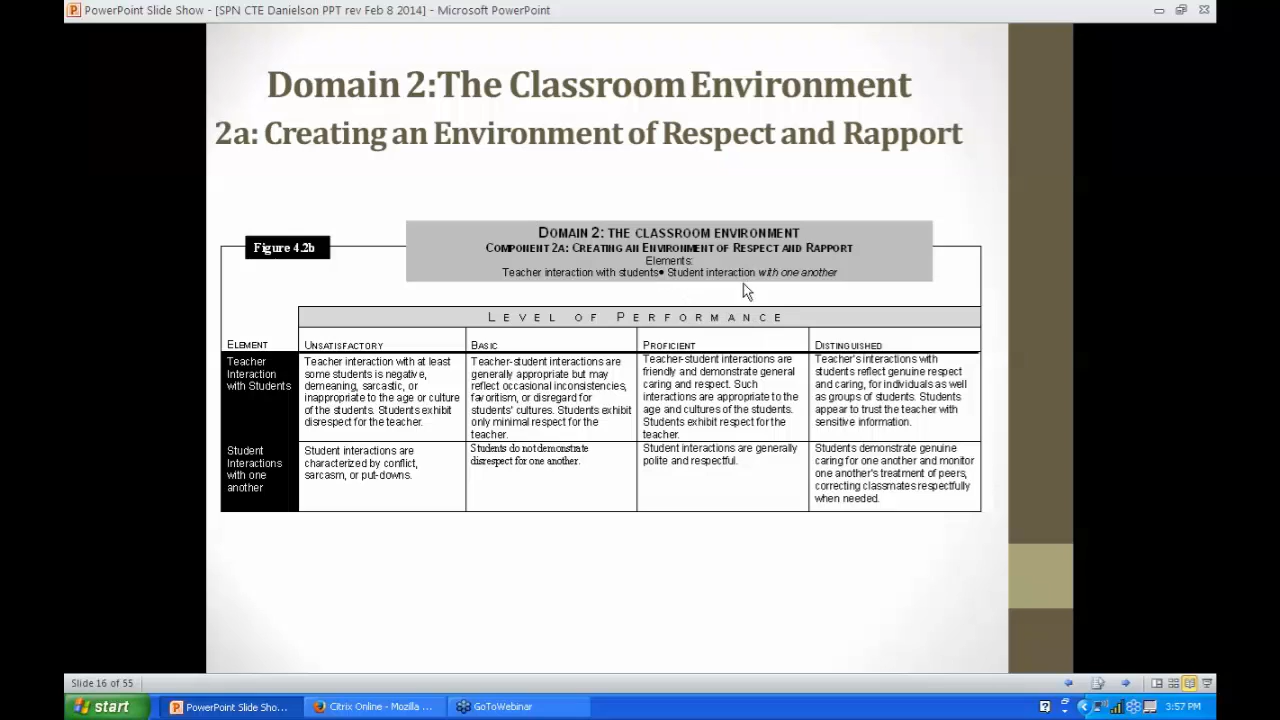 PowerPoint Slide Show - [SPN CTE Danielson PPT rev Feb 8 2014] - Microsoft PowerPoint
Domain 2:The Classroom Environment
2a: Creating an Environment of Respect and Rapport
Figure 4.2b
DOMAIN 2: THE CLASSROOM ENVIRONMENT
COMPONENT 2A: CREATING AN ENVIRONMENT OF RESPECT AND RAPPORT
Elements:
Teacher interaction with students• Student interaction with one another
LEVEL OF PERFORMANCE
ELEMENT
UNSATISFACTORY
BASIC
PROFICIENT
DISTINGUISHED
Teacher
Interaction
with Students
Teacher interaction with at least
some students is negative,
demeaning, sarcastic, or
inappropriate to the age or culture
of the students. Students exhibit
disrespect for the teacher.
Teacher-student interactions are
generally appropriate but may
reflect occasional inconsistencies,
favoritism, or disregard for
students' cultures. Students exhibit
only minimal respect for the
teacher.
Teacher-student interactions are
friendly and demonstrate general
caring and respect. Such
interactions are appropriate to the
age and cultures of the students.
Students exhibit respect for the
teacher.
Teacher's interactions with
students reflect genuine respect
and caring, for individuals as well
as groups of students. Students
appear to trust the teacher with
sensitive information.
Student
Interactions
with one
another
Student interactions are
characterized by conflict,
sarcasm, or put-downs.
Students do not demonstrate
disrespect for one another.
Student interactions are generally
polite and respectful.
Students demonstrate genuine
caring for one another and monitor
one another's treatment of peers,
correcting classmates respectfully
when needed.
Slide 16 of 55
start
PowerPoint Slide Sho...
Citrix Online - Mozilla ...
GoToWebinar
3:57 PM